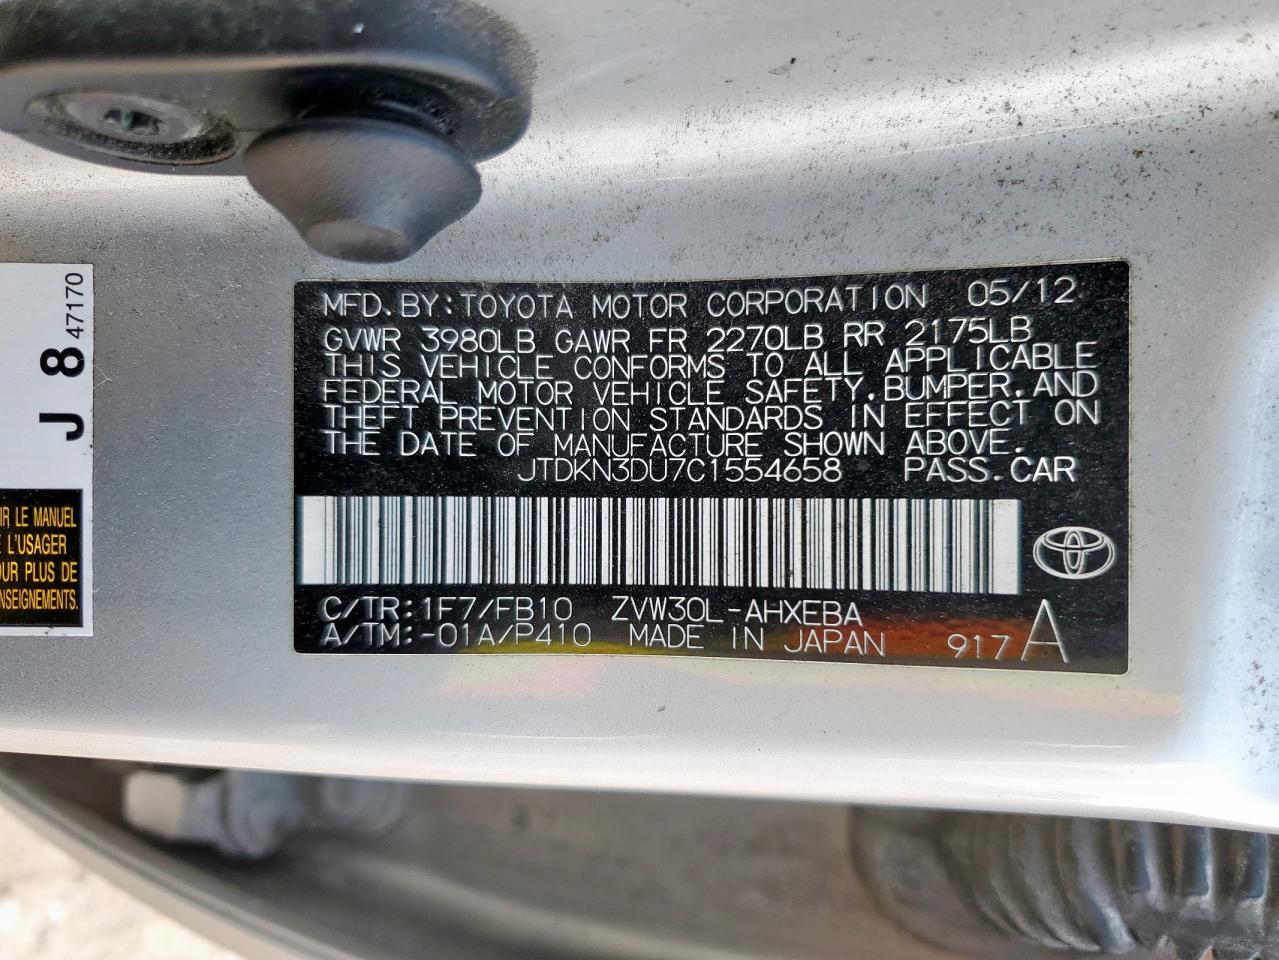 MFD. BY: TOYOTA MOTOR CORPORATION 05/12
GVWR 3980LB GAWR FR 2270LB RR 2175LB
THIS VEHICLE CONFORMS TO ALL APPLICABLE
FEDERAL MOTOR VEHICLE SAFETY, BUMPER, AND
THEFT PREVENTION STANDARDS IN EFFECT ON
THE DATE OF MANUFACTURE SHOWN ABOVE.
JTDKN3DU7C1554658 PASS. CAR
C/TR: 1F7/FB10 ZVW30L-AHXEBA
A/TM: -01A/P410 MADE IN JAPAN 917 A
J 8 47170
IR LE MANUEL
L'USAGER
UR PLUS DE
NSEIGNEMENTS.